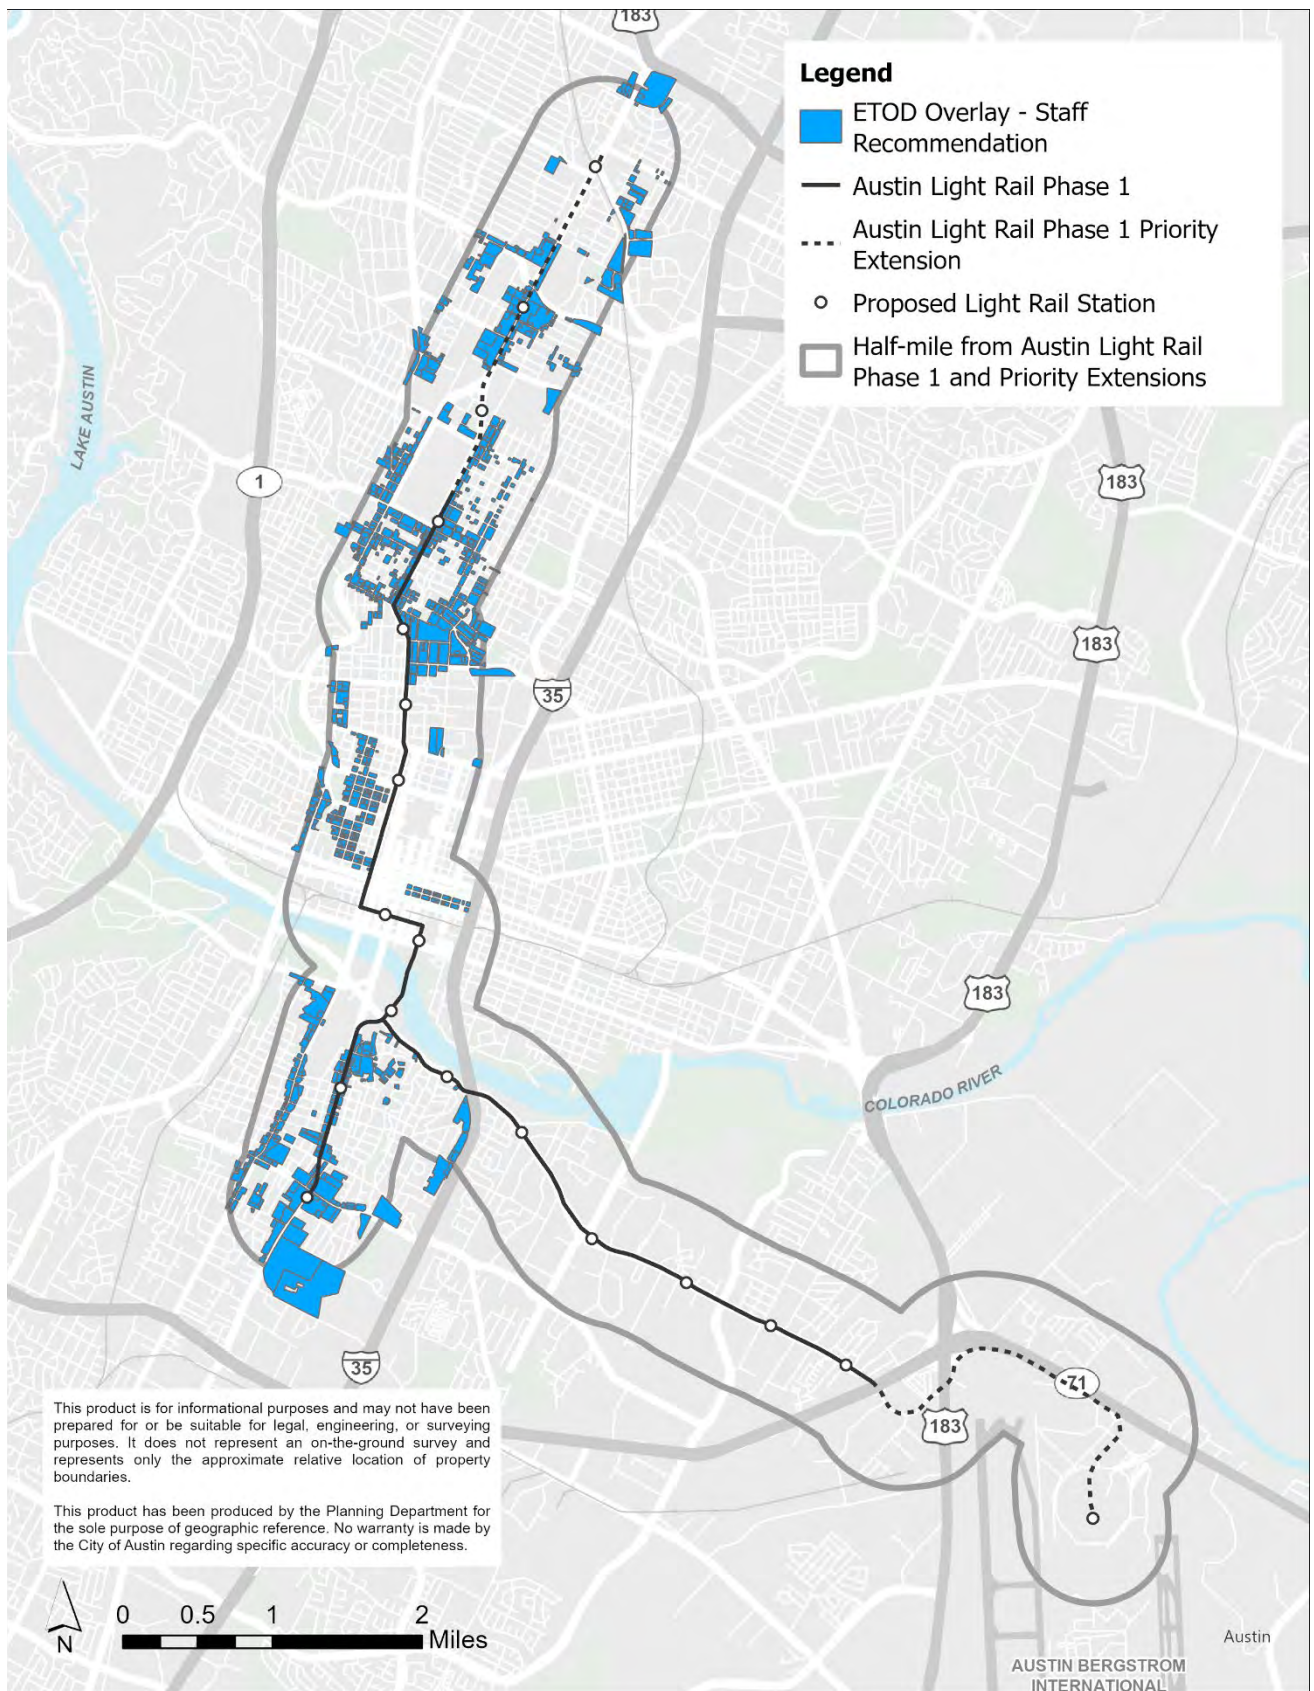 183
Legend
ETOD Overlay - Staff
Recommendation
Austin Light Rail Phase 1
Austin Light Rail Phase 1 Priority
Extension
Proposed Light Rail Station
Half-mile from Austin Light Rail
Phase 1 and Priority Extensions
LAKE AUSTIN
1
183
183
35
183
COLORADO RIVER
35
71
183
This product is for informational purposes and may not have been
prepared for or be suitable for legal, engineering, or surveying
purposes. It does not represent an on-the-ground survey and
represents only the approximate relative location of property
boundaries.
This product has been produced by the Planning Department for
the sole purpose of geographic reference. No warranty is made by
the City of Austin regarding specific accuracy or completeness.
N
0 0.5 1 2
Miles
Austin
AUSTIN BERGSTROM
INTERNATIONAL